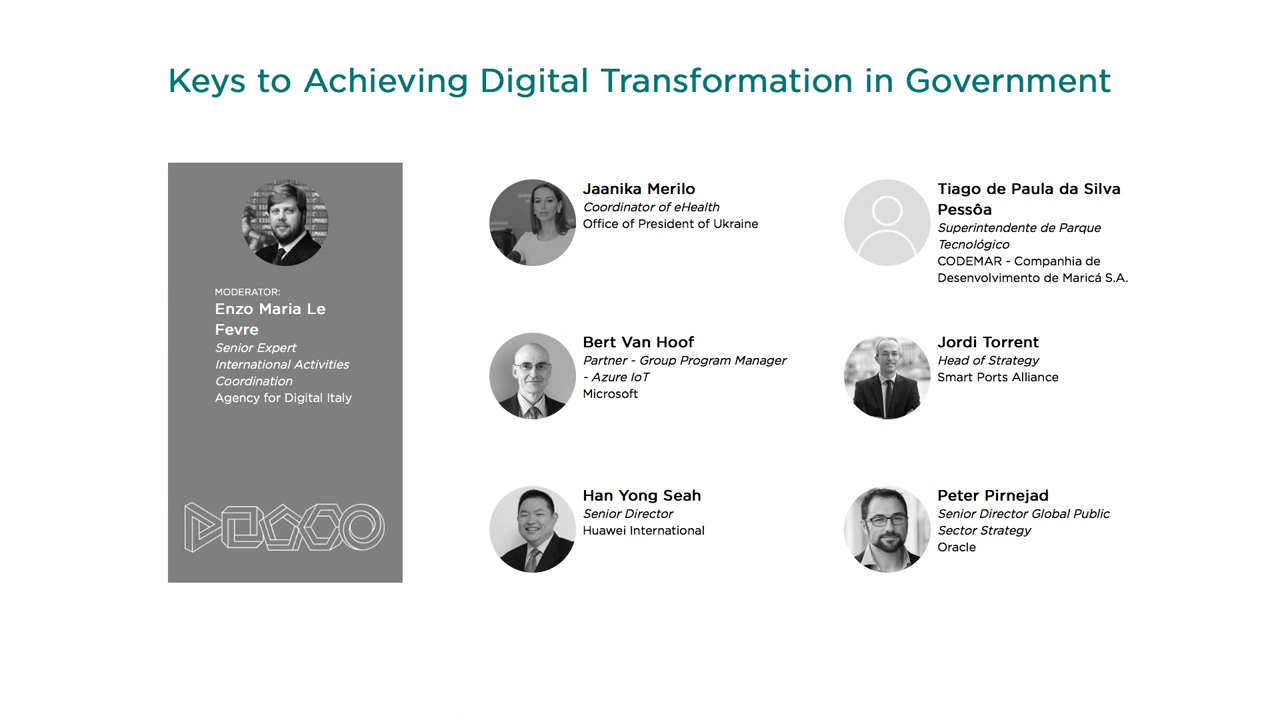 Keys to Achieving Digital Transformation in Government
MODERATOR:
Enzo Maria Le
Fevre
Senior Expert
International Activities
Coordination
Agency for Digital Italy
Jaanika Merilo
Coordinator of eHealth
Office of President of Ukraine
Tiago de Paula da Silva
Pessôa
Superintendente de Parque
Tecnológico
CODEMAR - Companhia de
Desenvolvimento de Maricá S.A.
Bert Van Hoof
Partner - Group Program Manager
- Azure IoT
Microsoft
Jordi Torrent
Head of Strategy
Smart Ports Alliance
Han Yong Seah
Senior Director
Huawei International
Peter Pirnejad
Senior Director Global Public
Sector Strategy
Oracle